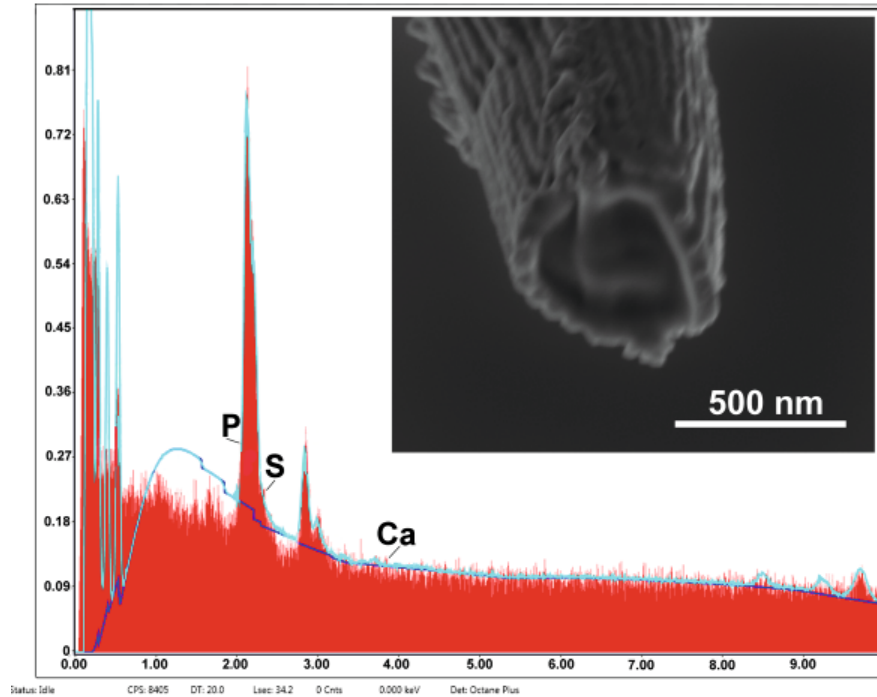 0.81
0.72
0.63
0.54
0.45
0.36
0.27
0.18
0.09
0
P
S
Ca
500 nm
0.00 1.00 2.00 3.00 4.00 5.00 6.00 7.00 8.00 9.00
Status: Idle CPS: 8405 DT: 20.0 Lsec: 34.2 0 Cnts 0.000 keV Det: Octane Plus